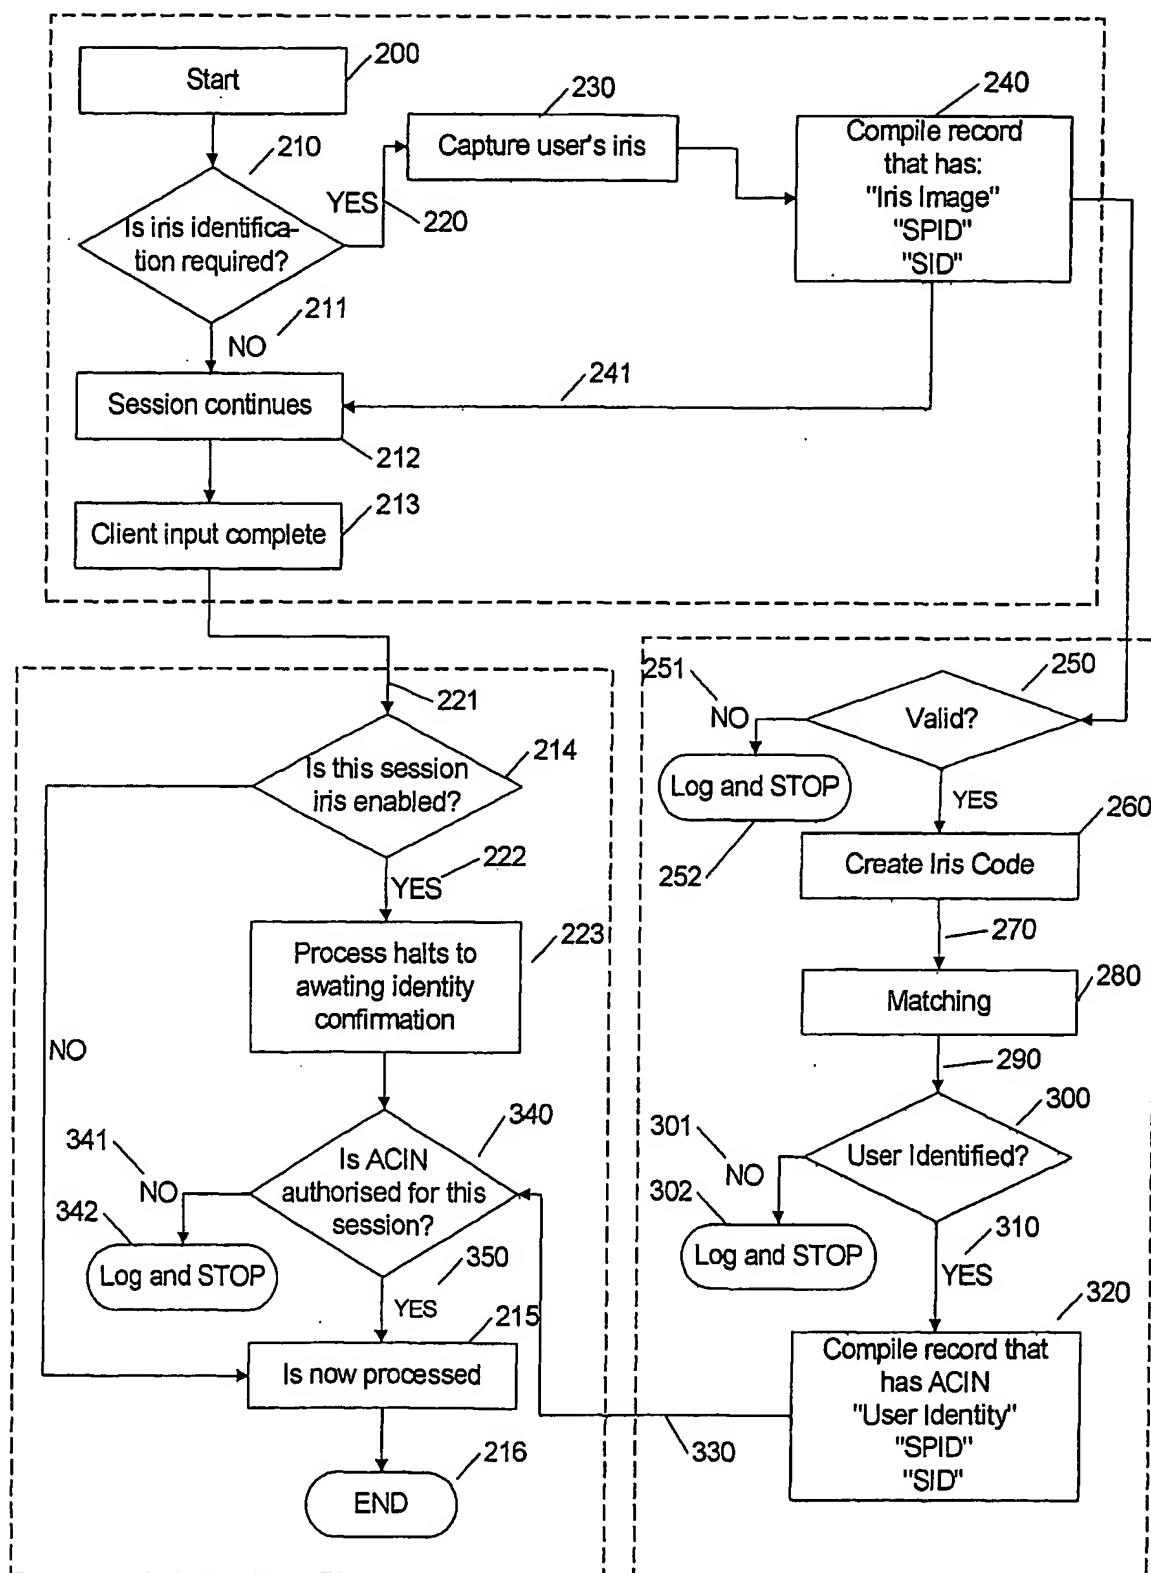 Start
200
210
Is iris identifica-
tion required?
YES
220
230
Capture user's iris
240
Compile record
that has:
"Iris Image"
"SPID"
"SID"
211
NO
241
Session continues
212
213
Client input complete
221
214
Is this session
iris enabled?
222
YES
Process halts to
awating identity
confirmation
223
NO
340
Is ACIN
authorised for this
session?
341
NO
342
Log and STOP
350
YES
215
Is now processed
216
END
251
NO
250
Valid?
Log and STOP
252
YES
260
Create Iris Code
270
Matching
280
290
300
301
NO
User Identified?
302
Log and STOP
310
YES
320
Compile record that
has ACIN
"User Identity"
"SPID"
"SID"
330